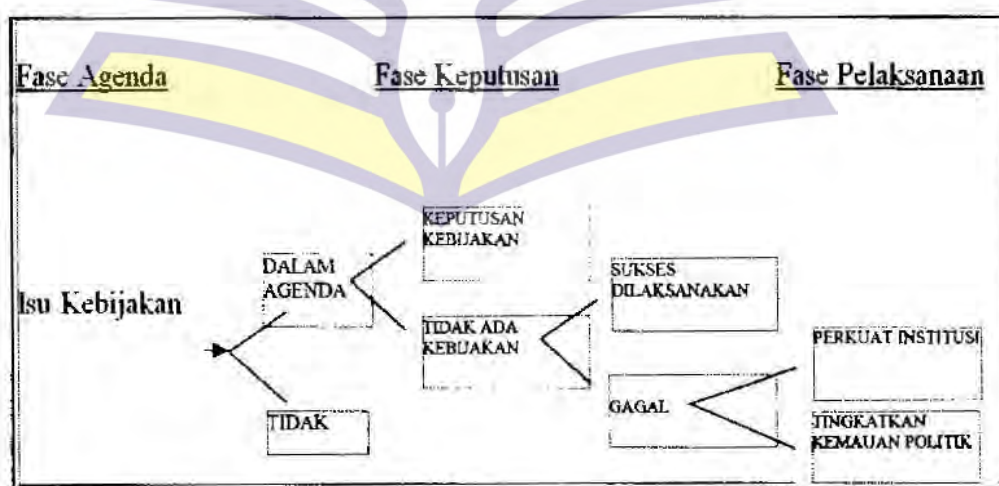 Fase Agenda
Fase Keputusan
Fase Pelaksanaan
Isu Kebijakan
DALAM
AGENDA
TIDAK
KEPUTUSAN
KEBIJAKAN
TIDAK ADA
KEBIJAKAN
SUKSES
DILAKSANAKAN
GAGAL
PERKUAT INSTITUSI
TINGKATKAN
KEMAUAN POLITIK